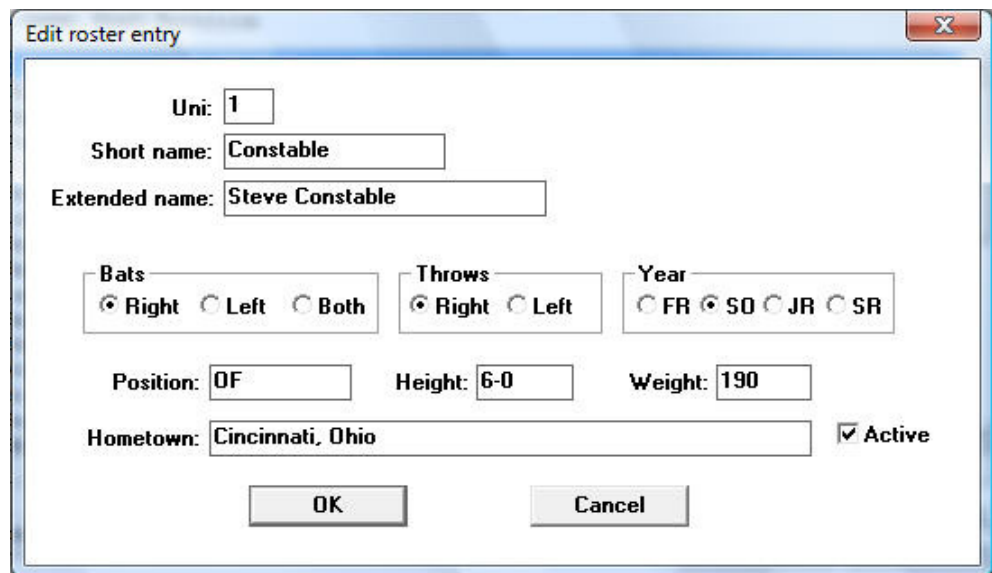 Edit roster entry
Uni: 1
Short name: Constable
Extended name: Steve Constable
Bats Throws Year
Right Left Both Right Left FR SO JR SR
Position: OF Height: 6-0 Weight: 190
Hometown: Cincinnati, Ohio Active
OK Cancel